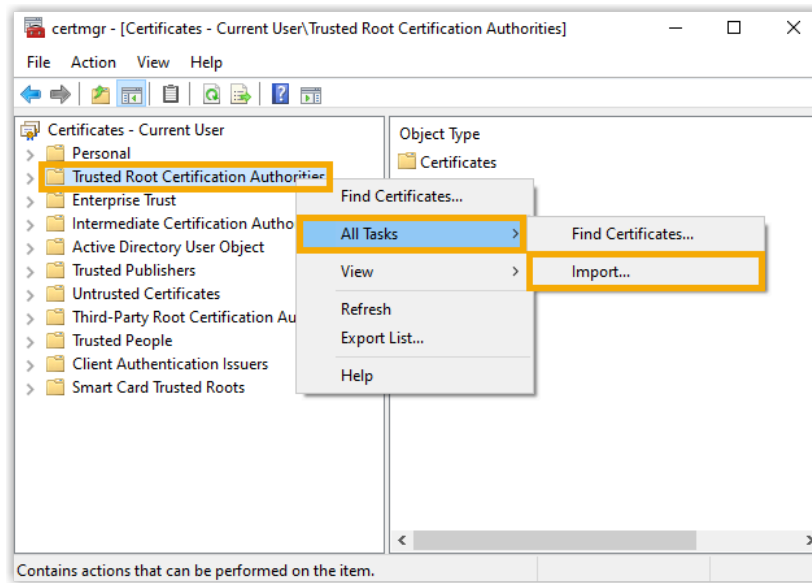 certmgr - [Certificates - Current User\Trusted Root Certification Authorities]
File Action View Help
Certificates - Current User
Personal
Trusted Root Certification Authorities
Enterprise Trust
Intermediate Certification Autho
Active Directory User Object
Trusted Publishers
Untrusted Certificates
Third-Party Root Certification Au
Trusted People
Client Authentication Issuers
Smart Card Trusted Roots
Object Type
Certificates
Find Certificates...
All Tasks
View
Refresh
Export List...
Help
Find Certificates...
Import...
Contains actions that can be performed on the item.